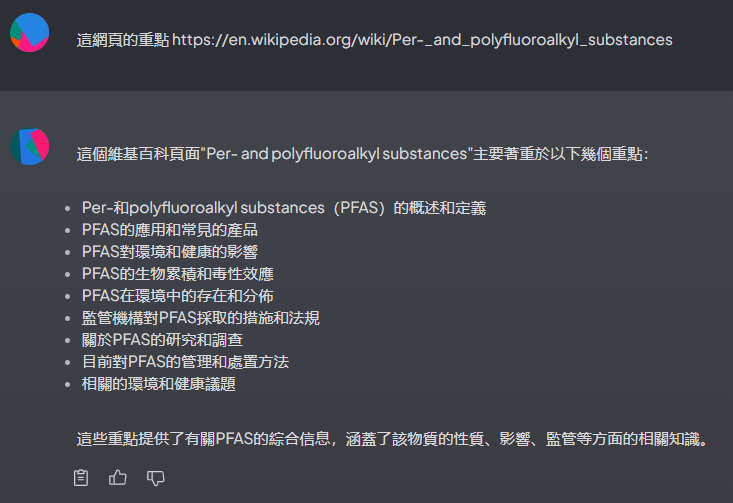 這網頁的重點 https://en.wikipedia.org/wiki/Per-_and_polyfluoroalkyl_substances
這個維基百科頁面"Per- and polyfluoroalkyl substances"主要著重於以下幾個重點：
• Per-和polyfluoroalkyl substances（PFAS）的概述和定義
• PFAS的應用和常見的產品
• PFAS對環境和健康的影響
• PFAS的生物累積和毒性效應
• PFAS在環境中的存在和分佈
• 監管機構對PFAS採取的措施和法規
• 關於PFAS的研究和調查
• 目前對PFAS的管理和處置方法
• 相關的環境和健康議題
這些重點提供了有關PFAS的綜合信息，涵蓋了該物質的性質、影響、監管等方面的相關知識。